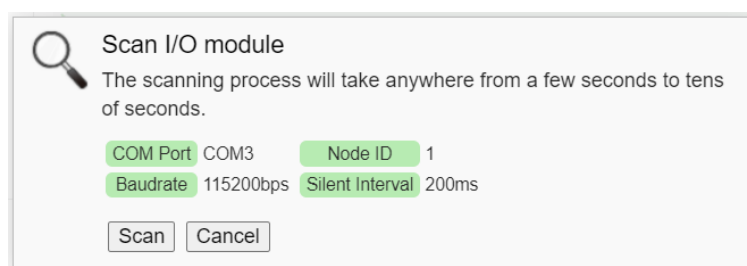 Scan I/O module
The scanning process will take anywhere from a few seconds to tens
of seconds.
COM Port COM3 Node ID 1
Baudrate 115200bps Silent Interval 200ms
Scan Cancel